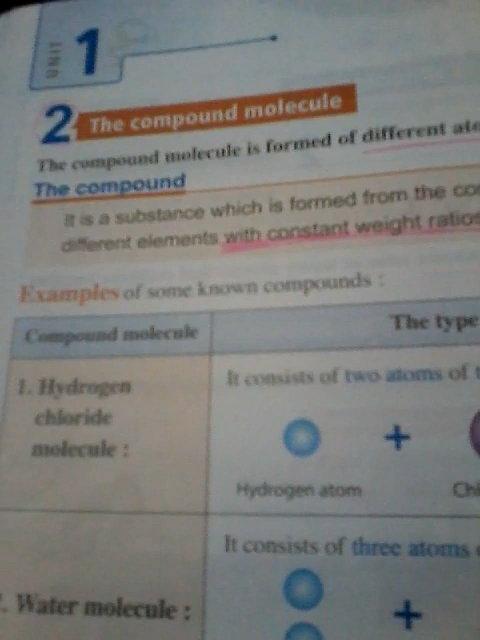 UNIT
1
2 The compound molecule
The compound molecule is formed of different
The compound
It is a substance which is formed from the
different elements with constant weight ratios
Examples of some known compounds :
Compound molecule The type
1. Hydrogen chloride molecule : It consists of two atoms of
+
Hydrogen atom
It consists of three atoms
. Water molecule : +